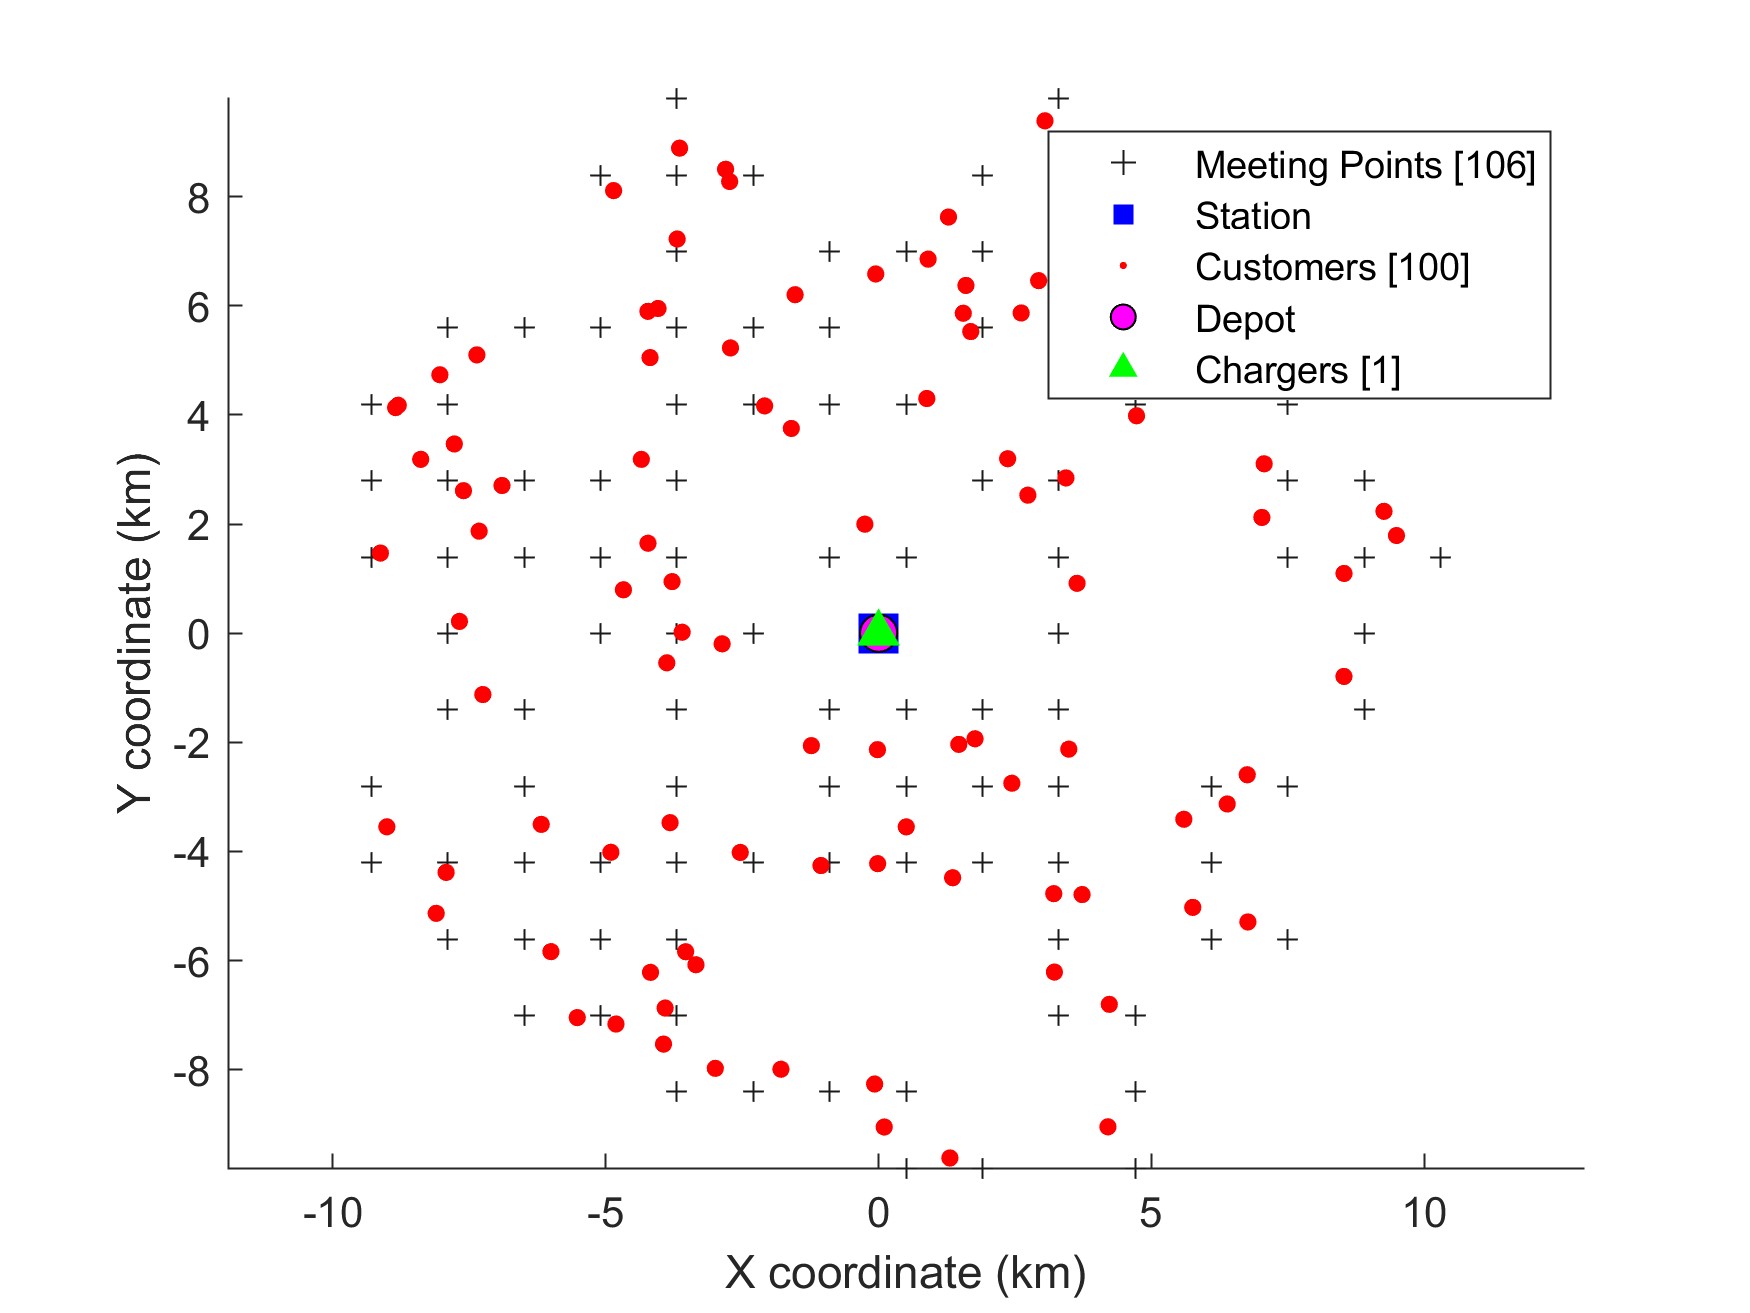 Meeting Points [106]
Station
Customers [100]
Depot
Chargers [1]
8
6
4
2
0
-2
-4
-6
-8
Y coordinate (km)
-10 -5 0 5 10
X coordinate (km)